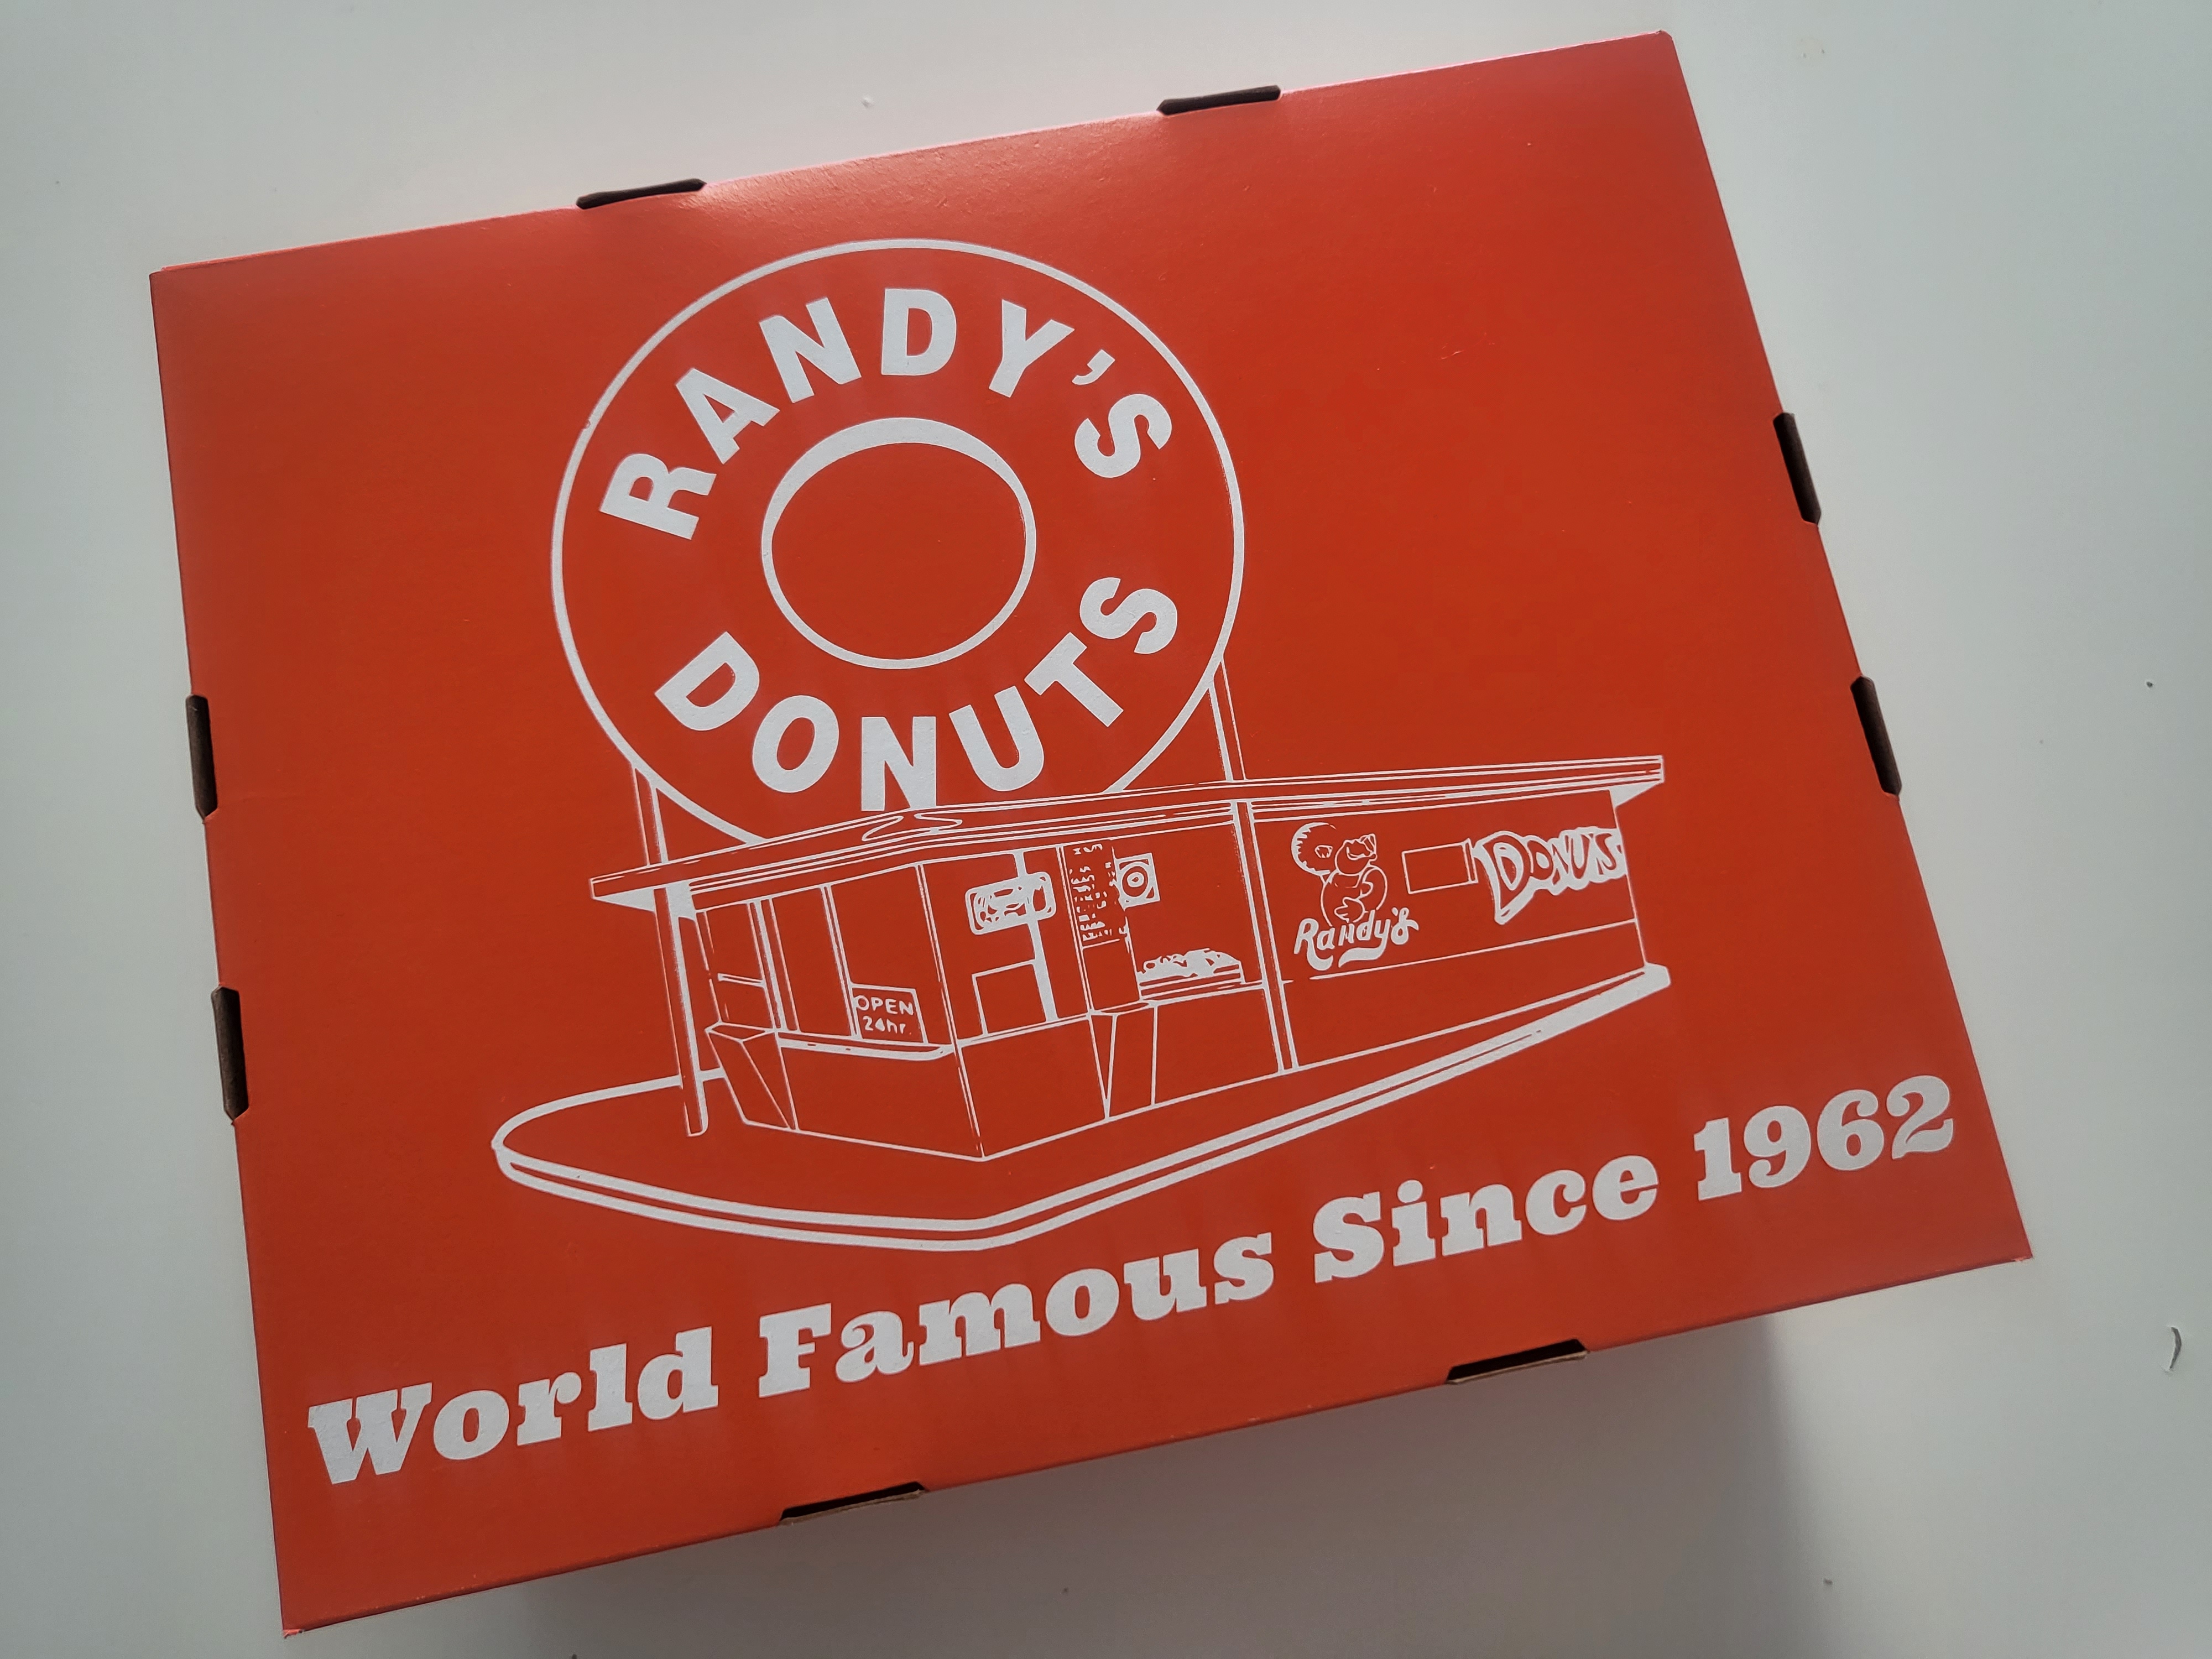 RANDY'S
DONUTS
DONUTS
Randy's
OPEN
24hr.
World Famous Since 1962